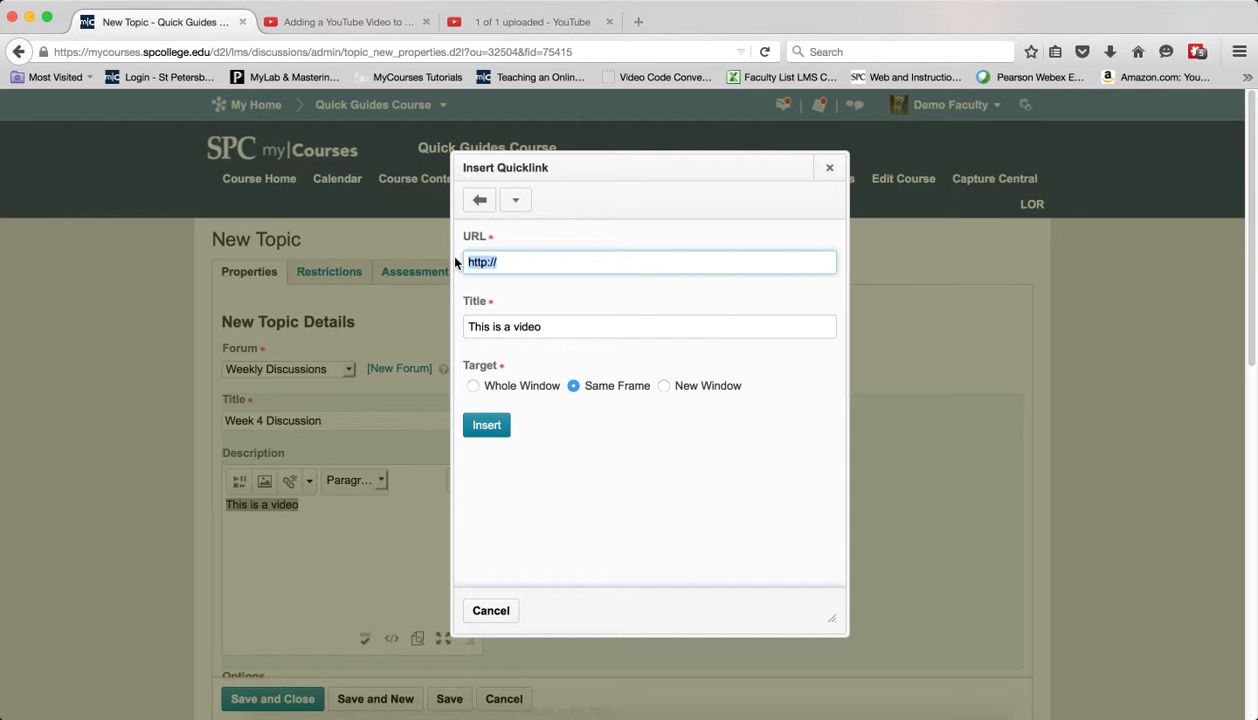 New Topic - Quick Guides ...
Adding a YouTube Video to ...
1 of 1 uploaded - YouTube
https://mycourses.spcollege.edu/d2l/lms/discussions/admin/topic_new_properties.d2l?ou=32504&fid=75415
Search
5
Most Visited
Login - St Petersb...
MyLab & Masterin...
MyCourses Tutorials
Teaching an Onlin...
Video Code Conve...
Faculty List LMS C...
SPC Web and Instructio...
Pearson Webex E...
Amazon.com: You...
My Home
Quick Guides Course
Demo Faculty
SPC my|Courses
Quick Guides Course
Course Home
Calendar
Edit Course
Capture Central
LOR
New Topic
Properties
Restrictions
Assessment
New Topic Details
Forum *
Weekly Discussions
[New Forum]
Title *
Week 4 Discussion
Description
Paragr...
This is a video
Options
Save and Close
Save and New
Save
Cancel
Insert Quicklink
URL *
http://
Title *
This is a video
Target *
Whole Window
Same Frame
New Window
Insert
Cancel